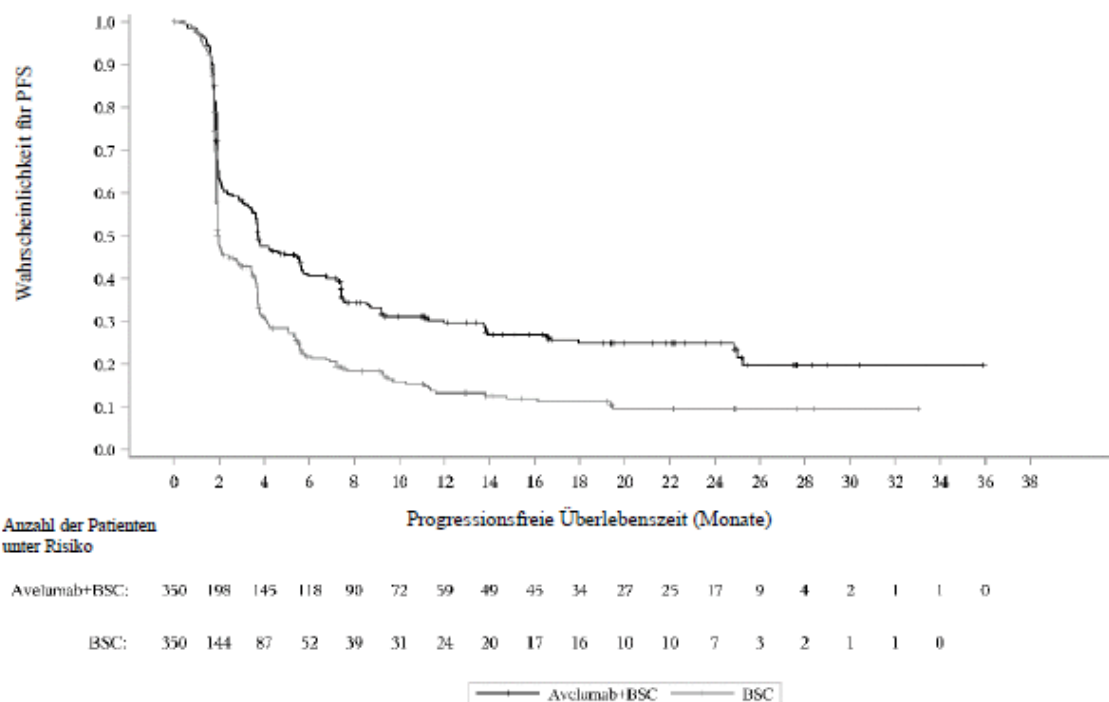 1.0
0.9
0.8
0.7
0.6
0.5
0.4
0.3
0.2
0.1
0.0
Wahrscheinlichkeit für PFS
0 2 4 6 8 10 12 14 16 18 20 22 24 26 28 30 32 34 36 38
Progressionsfreie Überlebenszeit (Monate)
Anzahl der Patienten
unter Risiko
Avelumab+BSC: 350 198 145 118 90 72 59 49 45 34 27 25 17 9 4 2 1 1 0
BSC: 350 144 87 52 39 31 24 20 17 16 10 10 7 3 2 1 1 0
Avelumab+BSC BSC